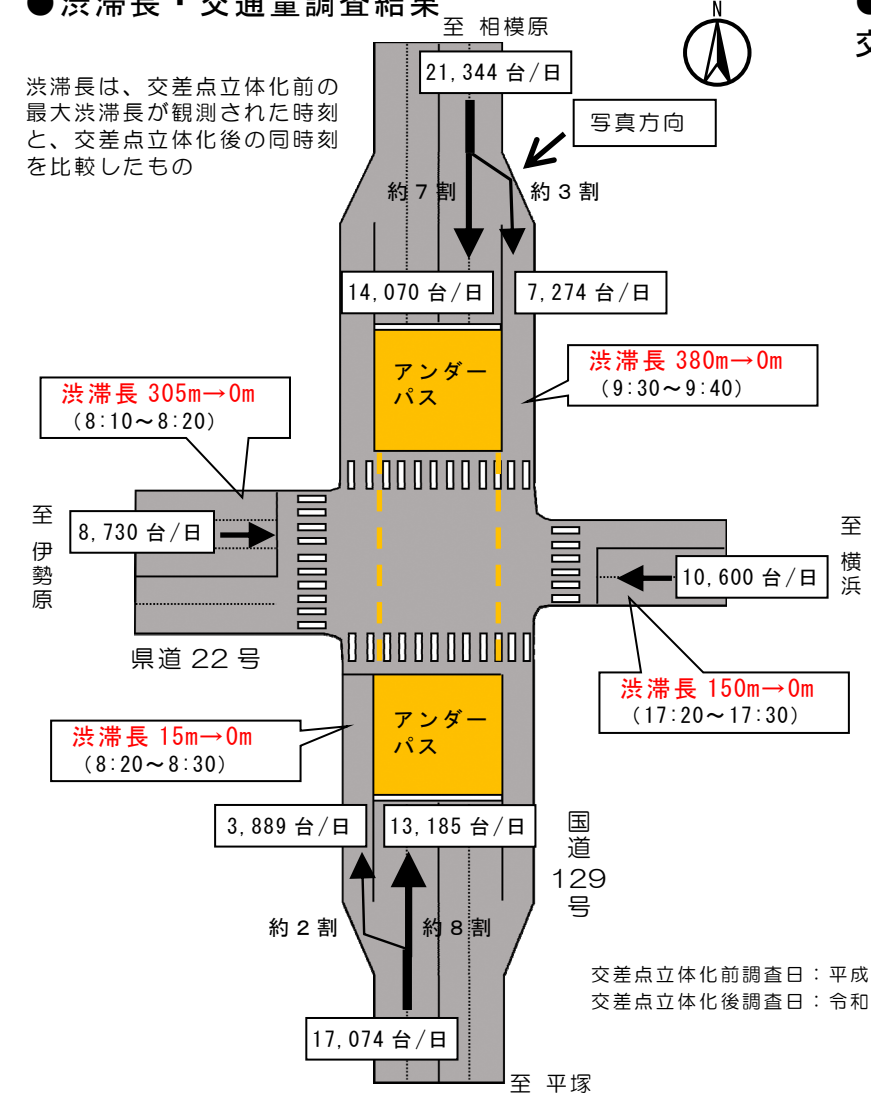 ●渋滞長・交通量調査結果
至 相模原
N
●
交
21,344 台/日
渋滞長は、交差点立体化前の
最大渋滞長が観測された時刻
と、交差点立体化後の同時刻
を比較したもの
写真方向
約7割
約3割
14,070 台/日
7,274台/日
アンダー
パス
渋滞長 380m→0m
(9:30～9:40)
渋滞長 305m→0m
(8:10～8:20)
至 伊勢原
8,730 台/日
至 横浜
10,600 台/日
県道 22 号
渋滞長 150m→0m
(17:20～17:30)
アンダー
パス
渋滞長 15m→0m
(8:20～8:30)
3,889 台/日
13,185台/日
国道
129
号
約2割
約8割
交差点立体化前調査日：平成
交差点立体化後調査日：令和
17,074 台/日
至 平塚